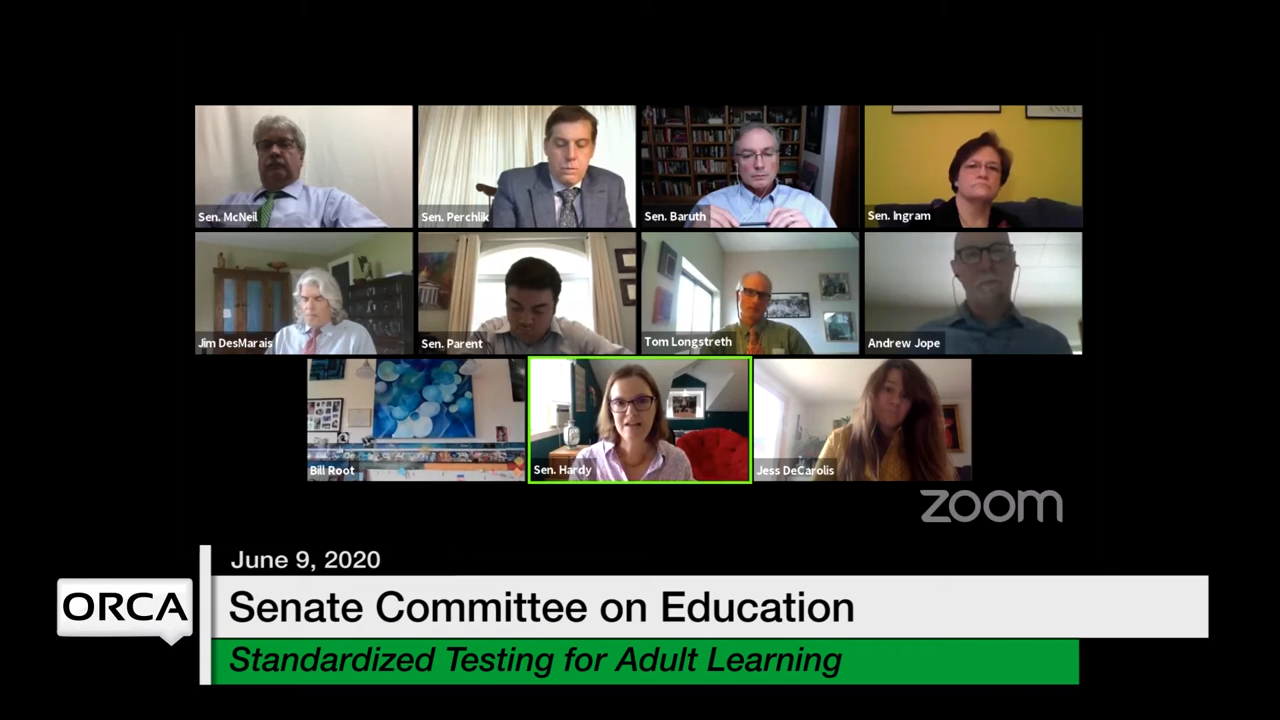 Sen. McNeil
Sen. Perchlik
Sen. Baruth
Sen. Ingram
Jim DesMarais
Sen. Parent
Tom Longstreth
Andrew Jope
Bill Root
Sen. Hardy
Jess DeCarolis
zoom
June 9, 2020
ORCA
Senate Committee on Education
Standardized Testing for Adult Learning